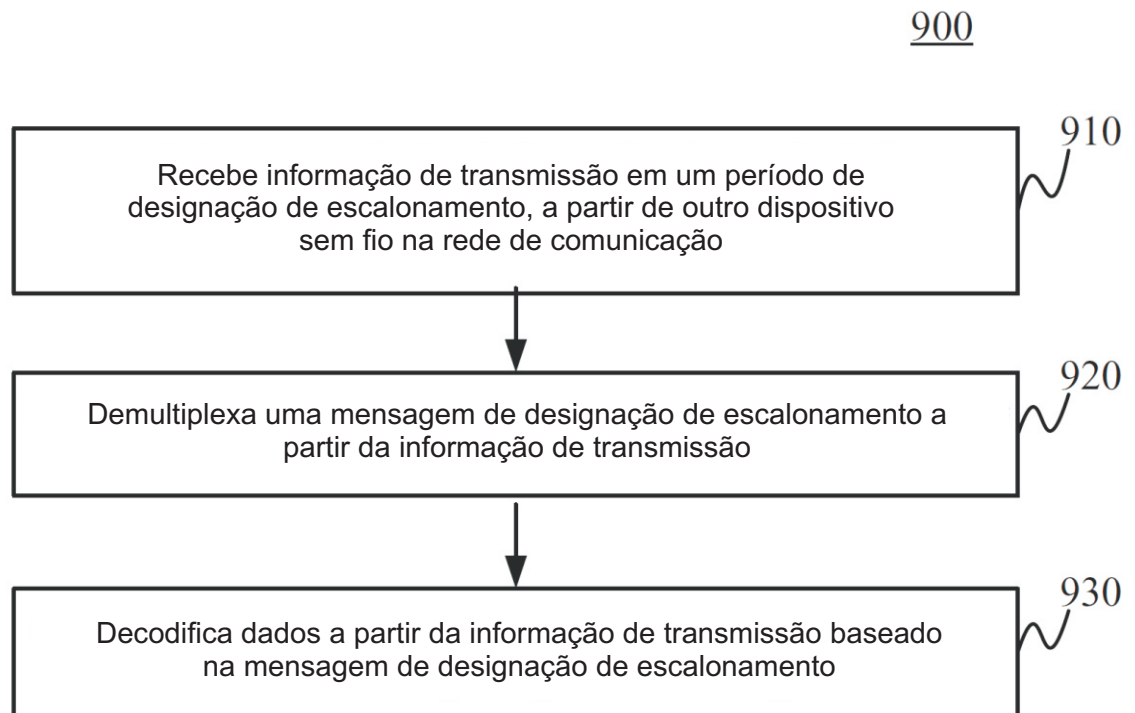 900
910
Recebe informação de transmissão em um período de
designação de escalonamento, a partir de outro dispositivo
sem fio na rede de comunicação
920
Demultiplexa uma mensagem de designação de escalonamento a
partir da informação de transmissão
930
Decodifica dados a partir da informação de transmissão baseado
na mensagem de designação de escalonamento